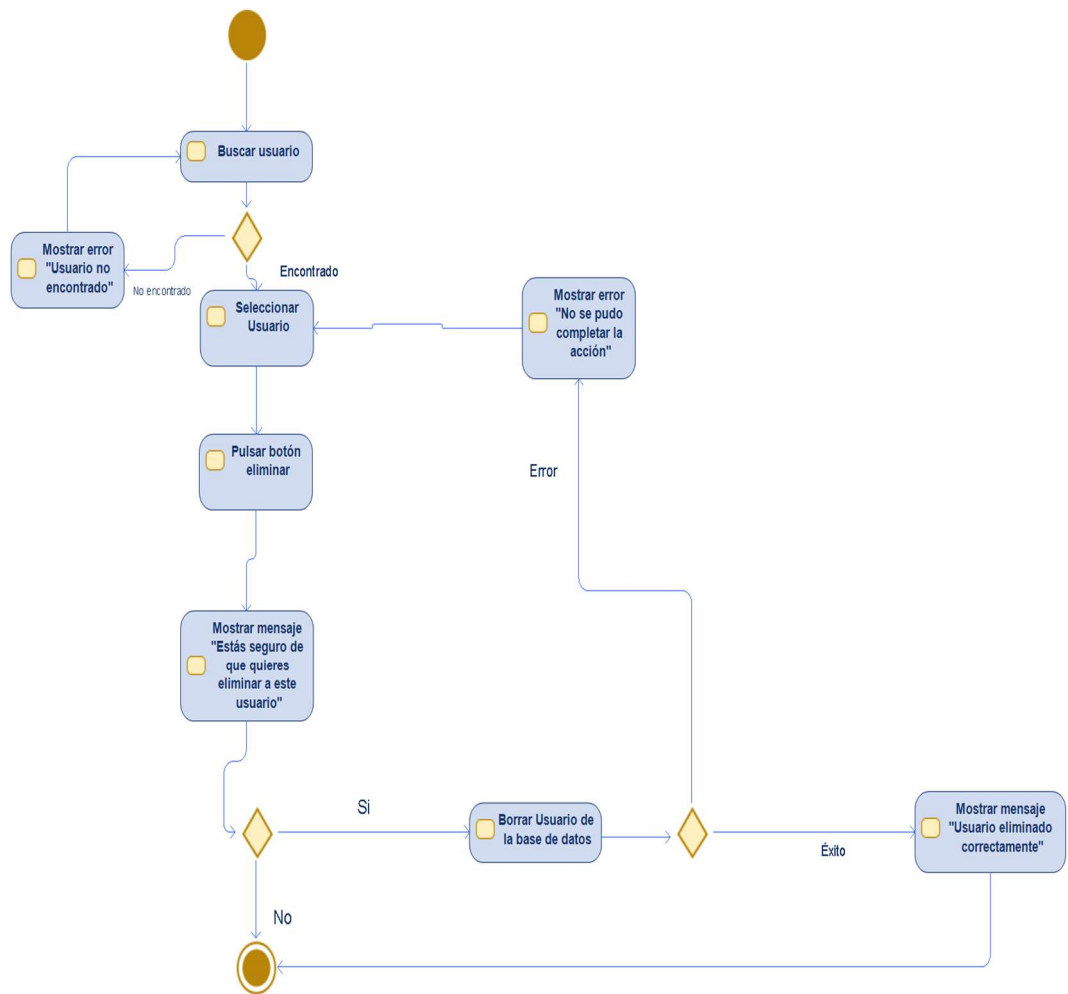 Buscar usuario
Mostrar error
"Usuario no
encontrado"
No encontrado
Encontrado
Seleccionar
Usuario
Mostrar error
"No se pudo
completar la
acción"
Pulsar botón
eliminar
Error
Mostrar mensaje
"Estás seguro de
que quieres
eliminar a este
usuario"
Si
Borrar Usuario de
la base de datos
Éxito
Mostrar mensaje
"Usuario eliminado
correctamente"
No